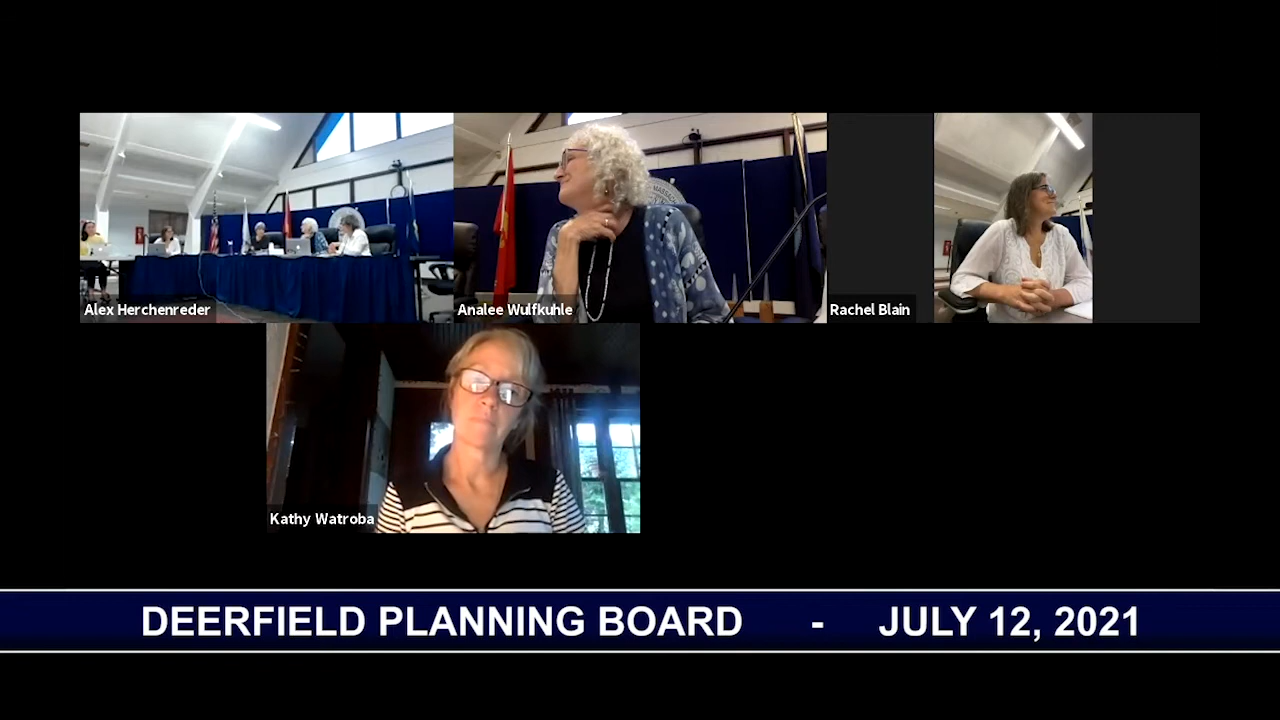 Alex Herchenreder
Analee Wulfkuhle
Rachel Blain
Kathy Watroba
DEERFIELD PLANNING BOARD - JULY 12, 2021